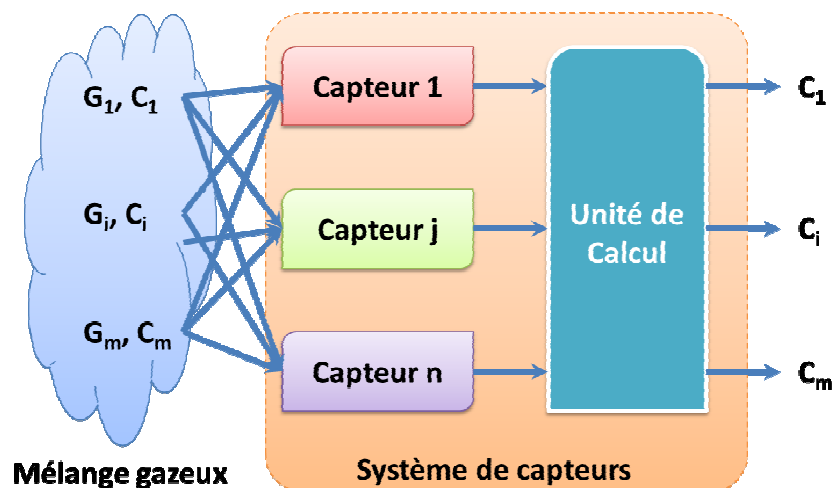 G1, C1
Gi, Ci
Gm, Cm
Mélange gazeux
Capteur 1
Capteur j
Capteur n
Unité de
Calcul
Système de capteurs
C1
Ci
Cm